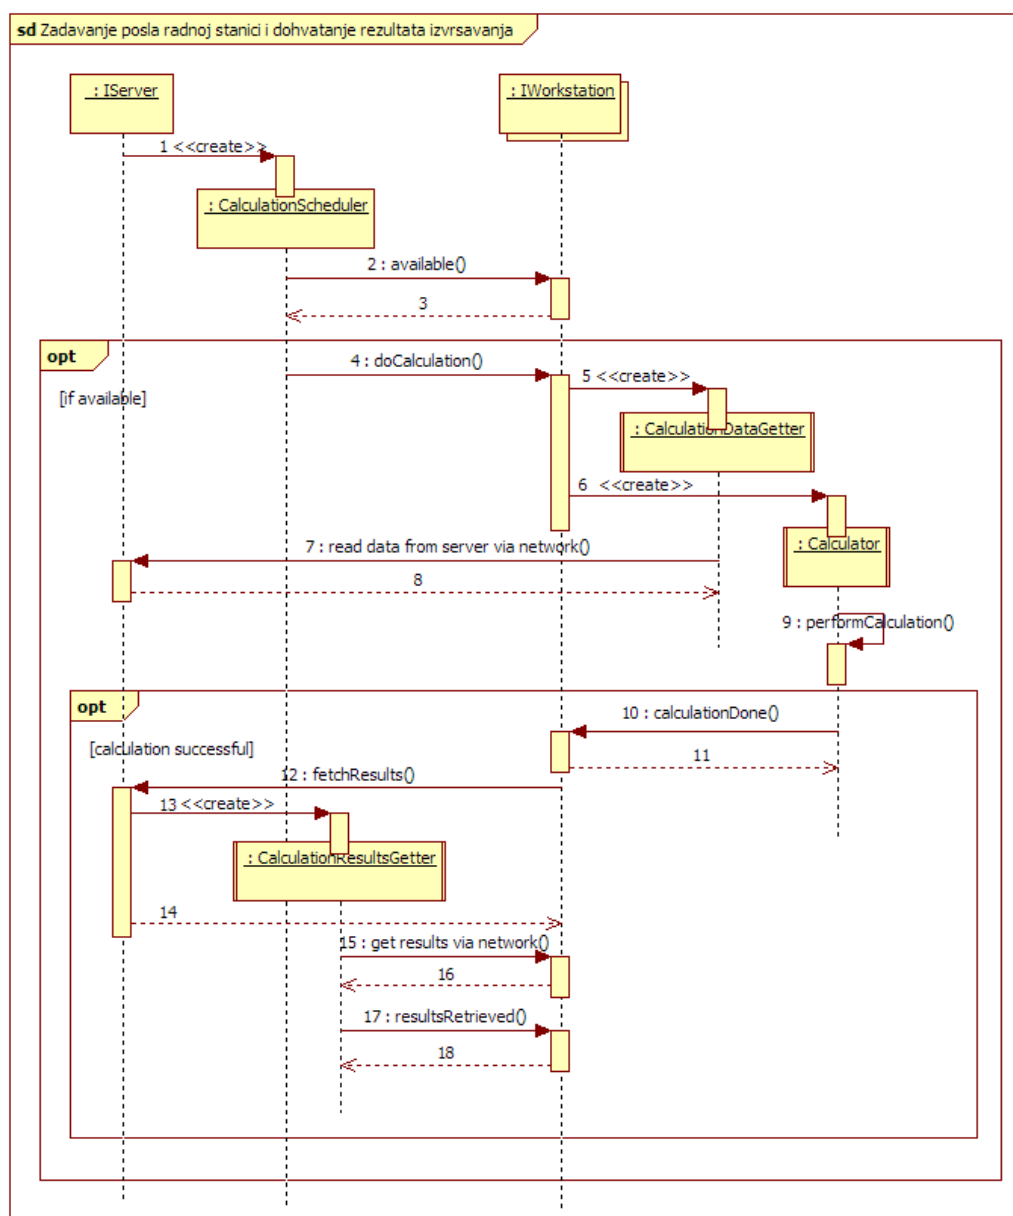 sd Zadavanje posla radnoj stanici i dohvatanje rezultata izvrsavanja
: IServer
: IWorkstation
1 <<create>>
: CalculationScheduler
2 : available()
3
opt
[if available]
4 : doCalculation()
5 <<create>>
: CalculationDataGetter
6 <<create>>
: Calculator
7 : read data from server via network()
8
9 : performCalculation()
opt
[calculation successful]
10 : calculationDone()
11
12 : fetchResults()
13 <<create>>
: CalculationResultsGetter
14
15 : get results via network()
16
17 : resultsRetrieved()
18